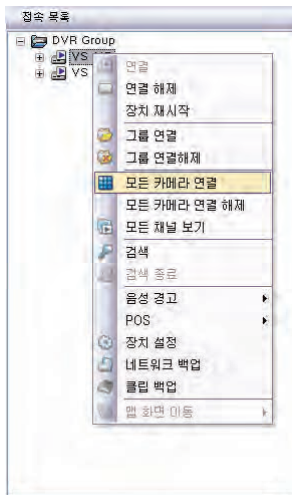 접속 목록
DVR Group
VS
VS
연결
연결 해제
장치 재시작
그룹 연결
그룹 연결해제
모든 카메라 연결
모든 카메라 연결 해제
모든 채널 보기
검색
검색 종료
음성 경고
POS
장치 설정
네트워크 백업
클립 백업
맵 화면 이동